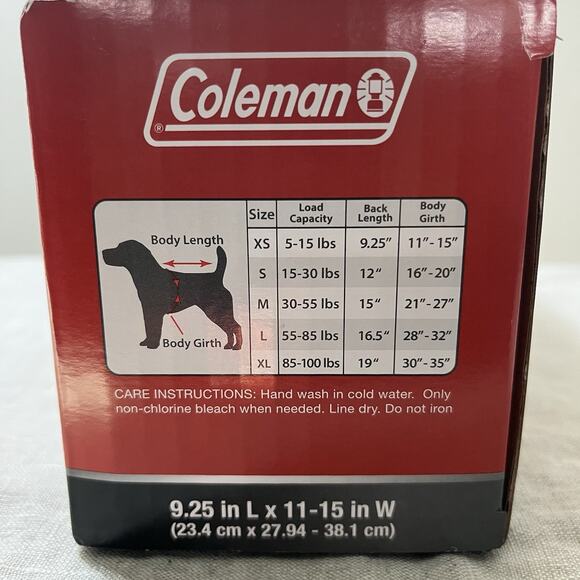 Coleman
®
Body Length
Body Girth
Size Load Capacity Back Length Body Girth
XS 5-15 lbs 9.25" 11"-15"
S 15-30 lbs 12" 16"-20"
M 30-55 lbs 15" 21"-27"
L 55-85 lbs 16.5" 28"-32"
XL 85-100 lbs 19" 30"-35"
CARE INSTRUCTIONS: Hand wash in cold water. Only
non-chlorine bleach when needed. Line dry. Do not iron
9.25 in L x 11-15 in W
(23.4 cm x 27.94 - 38.1 cm)